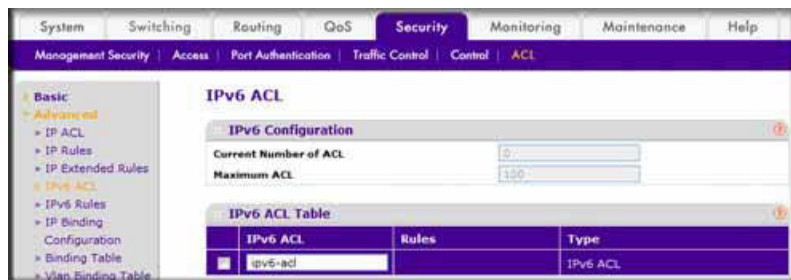 System Switching Routing QoS Security Monitoring Maintenance Help
Management Security Access Port Authentication Traffic Control Control ACL
Basic
Advanced
IP ACL
IP Rules
IP Extended Rules
IPv6 ACL
IPv6 Rules
IP Binding
Configuration
Binding Table
Vlan Binding Table
IPv6 ACL
IPv6 Configuration
Current Number of ACL 0
Maximum ACL 100
IPv6 ACL Table
IPv6 ACL Rules Type
ipv6-acl IPv6 ACL